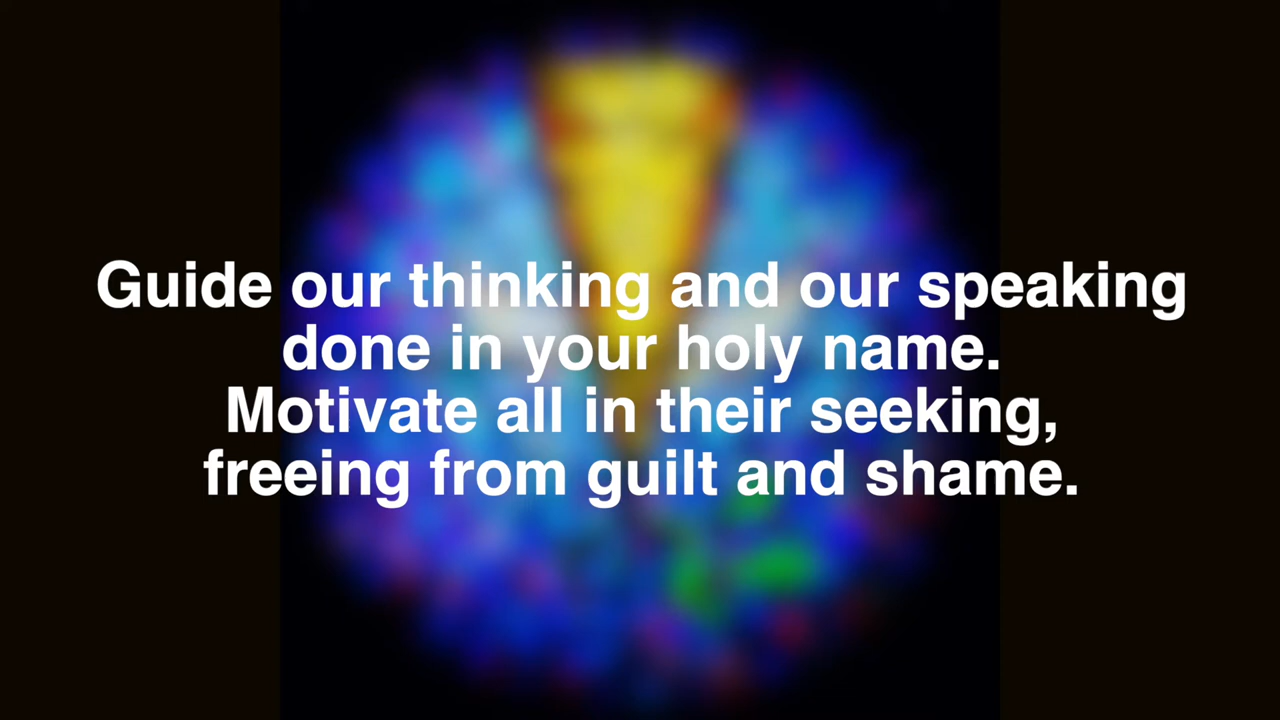 Guide our thinking and our speaking
done in your holy name.
Motivate all in their seeking,
freeing from guilt and shame.